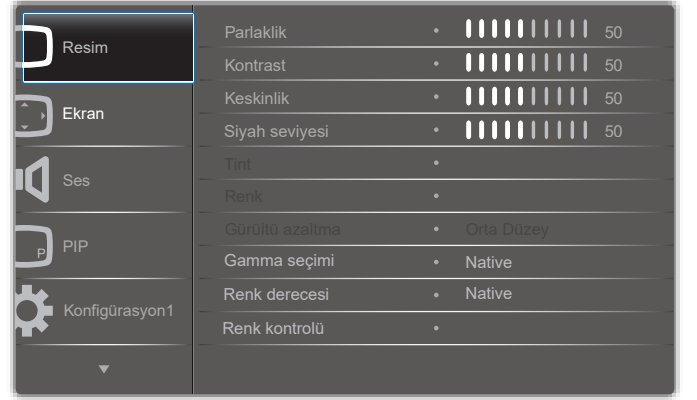 Resim
Ekran
Ses
P
PIP
Konfigürasyon1
Parlaklik 50
Kontrast 50
Keskinlik 50
Siyah seviyesi 50
Tint
Renk
Gürültü azaltma Orta Düzey
Gamma seçimi Native
Renk derecesi Native
Renk kontrolü